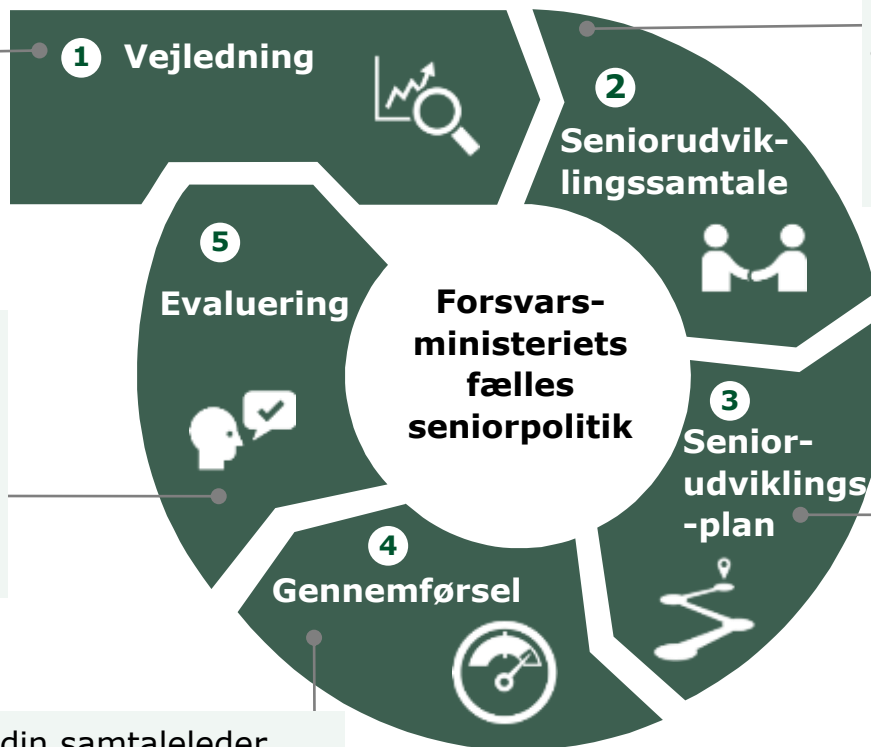 1 Vejledning
2
Seniorudvik-
lingssamtale
3
Senior-
udviklings
-plan
4
Gennemførsel
5
Evaluering
Forsvars-
ministeriets
fælles
seniorpolitik
din samtaleleder